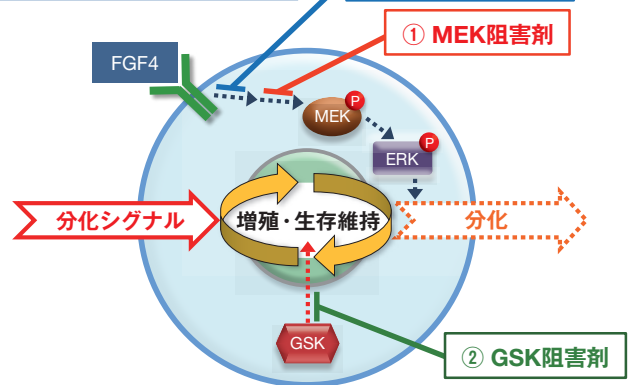 ① MEK阻害剤
FGF4
P
MEK
P
ERK
分化シグナル
増殖・生存維持
分化
GSK
② GSK阻害剤